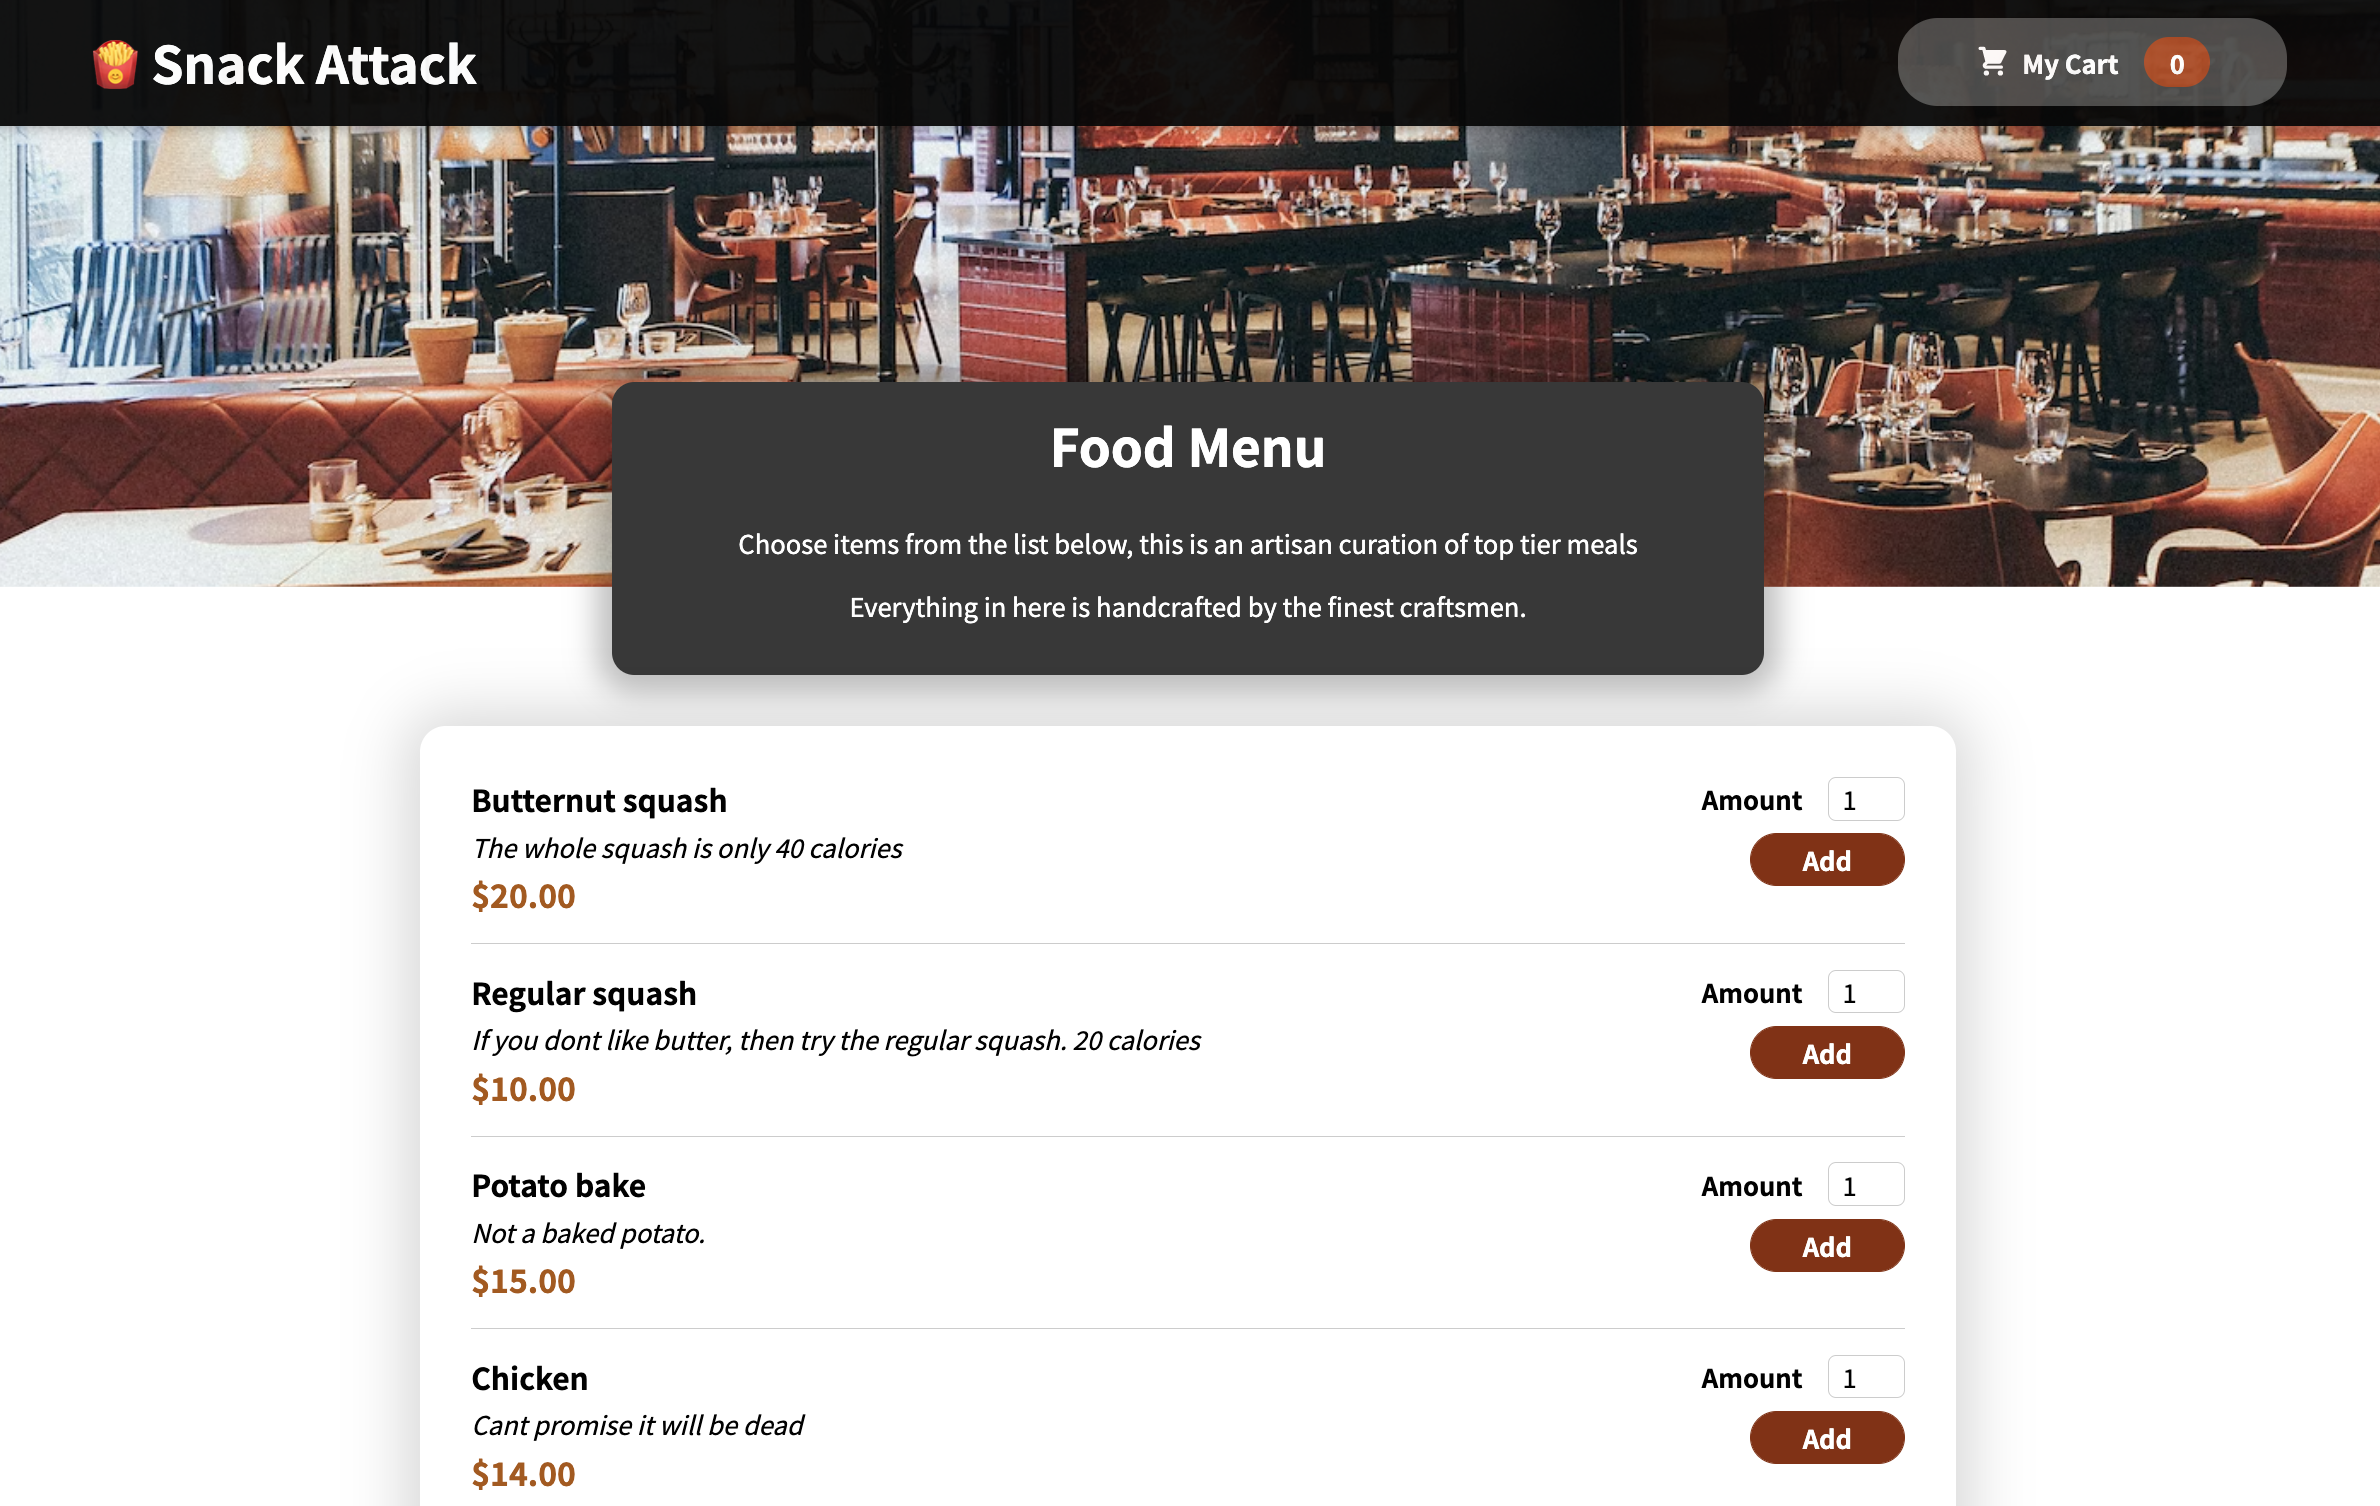 Snack Attack
My Cart 0
Food Menu
Choose items from the list below, this is an artisan curation of top tier meals
Everything in here is handcrafted by the finest craftsmen.
Butternut squash
The whole squash is only 40 calories
$20.00
Amount 1
Add
Regular squash
If you dont like butter, then try the regular squash. 20 calories
$10.00
Amount 1
Add
Potato bake
Not a baked potato.
$15.00
Amount 1
Add
Chicken
Cant promise it will be dead
$14.00
Amount 1
Add